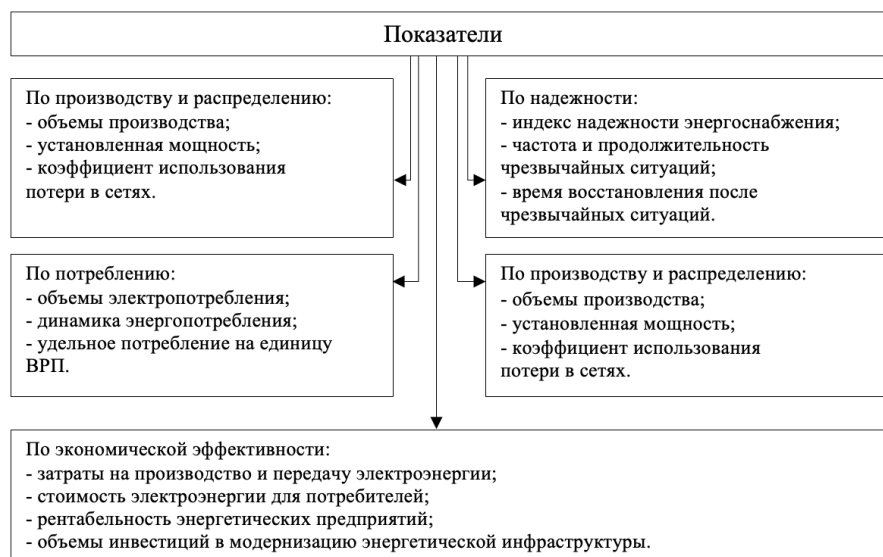 Показатели
По производству и распределению:
- объемы производства;
- установленная мощность;
- коэффициент использования
потери в сетях.
По надежности:
- индекс надежности энергоснабжения;
- частота и продолжительность
чрезвычайных ситуаций;
- время восстановления после
чрезвычайных ситуаций.
По потреблению:
- объемы электропотребления;
- динамика энергопотребления;
- удельное потребление на единицу
ВРП.
По производству и распределению:
- объемы производства;
- установленная мощность;
- коэффициент использования
потери в сетях.
По экономической эффективности:
- затраты на производство и передачу электроэнергии;
- стоимость электроэнергии для потребителей;
- рентабельность энергетических предприятий;
- объемы инвестиций в модернизацию энергетической инфраструктуры.